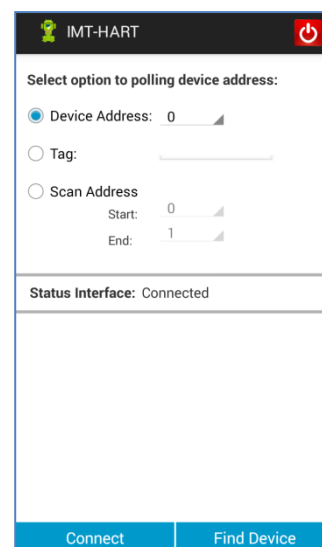 IMT-HART
Select option to polling device address:
Device Address: 0
Tag:
Scan Address
Start: 0
End: 1
Status Interface: Connected
Connect Find Device